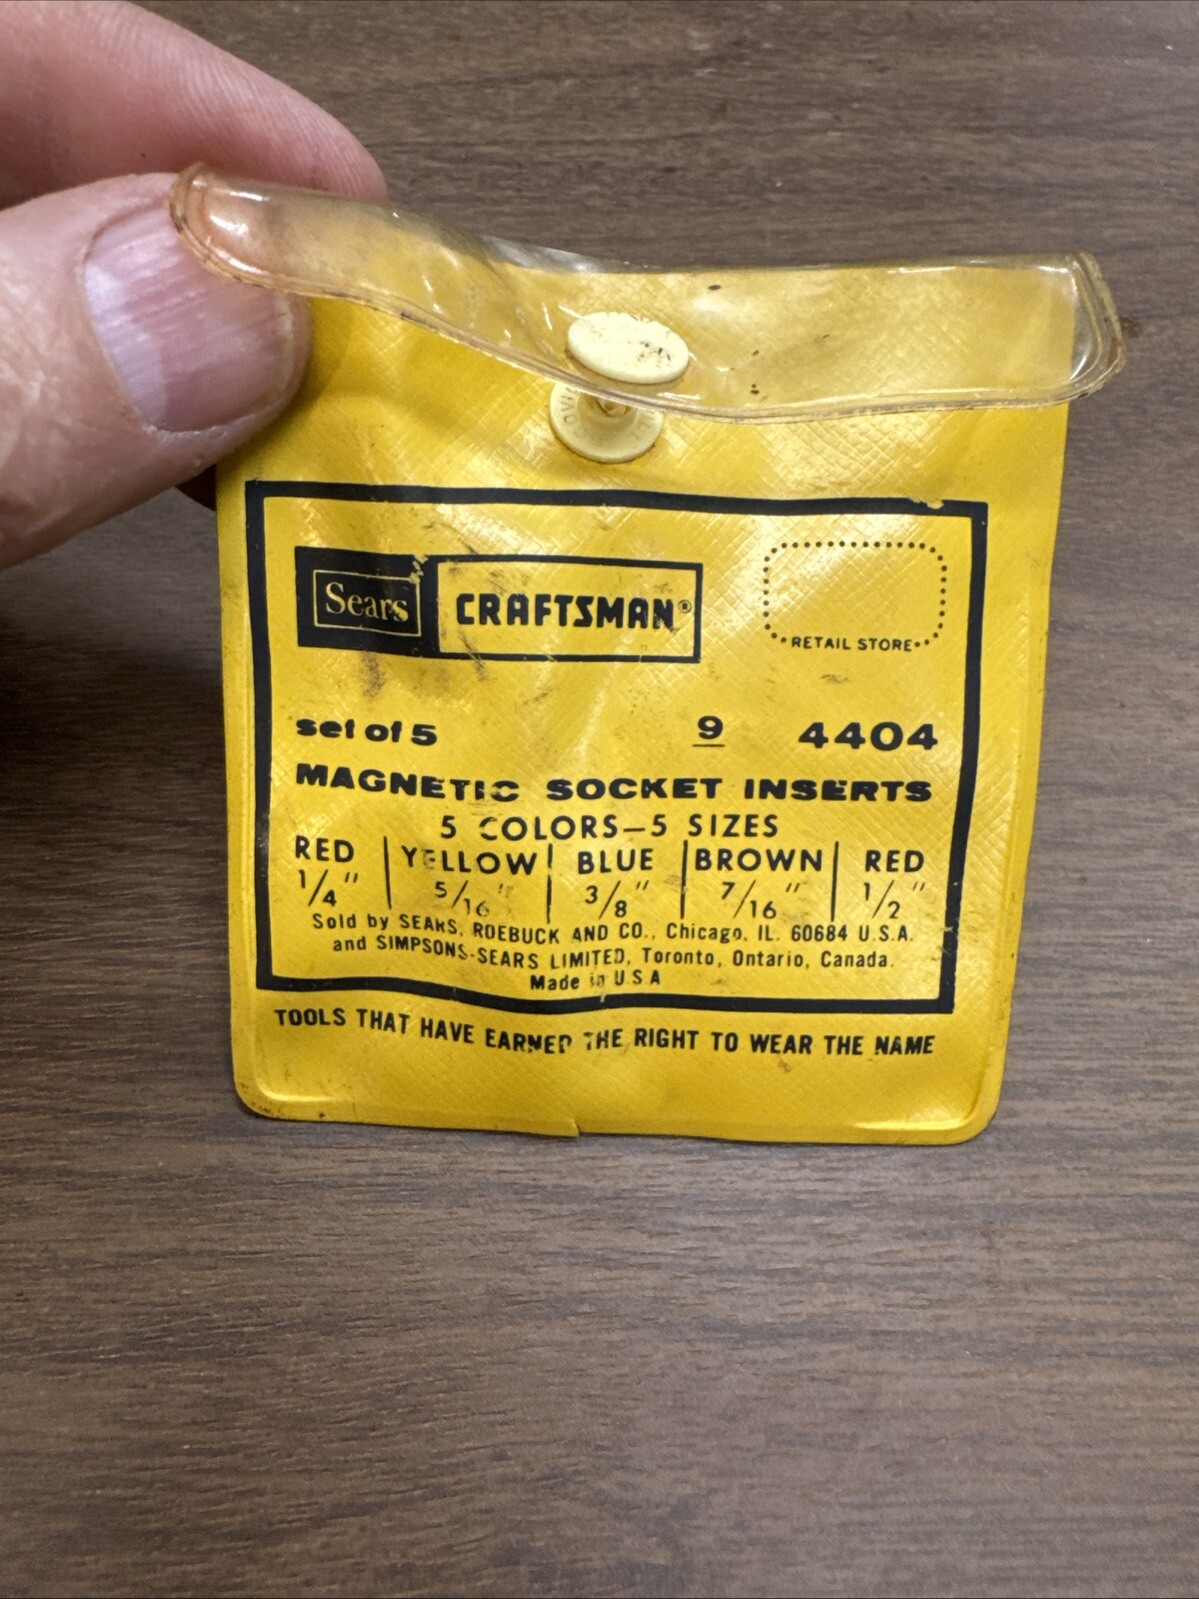 Sears CRAFTSMAN®
RETAIL STORE
set of 5 9 4404
MAGNETIC SOCKET INSERTS
5 COLORS–5 SIZES
RED YELLOW BLUE BROWN RED
1/4" 5/16" 3/8" 7/16" 1/2"
Sold by SEARS, ROEBUCK AND CO., Chicago, IL. 60684 U.S.A.
and SIMPSONS-SEARS LIMITED, Toronto, Ontario, Canada.
Made in U.S.A
TOOLS THAT HAVE EARNED THE RIGHT TO WEAR THE NAME